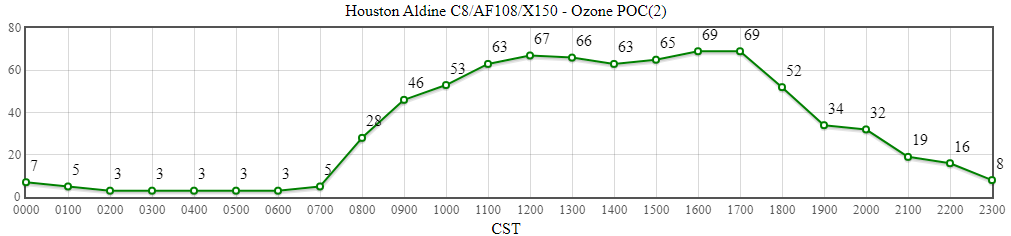 Houston Aldine C8/AF108/X150 - Ozone POC(2)
80
60
40
20
0
7 5 3 3 3 3 3 5 28 46 53 63 67 66 63 65 69 69 52 34 32 19 16 8
0000 0100 0200 0300 0400 0500 0600 0700 0800 0900 1000 1100 1200 1300 1400 1500 1600 1700 1800 1900 2000 2100 2200 2300
CST